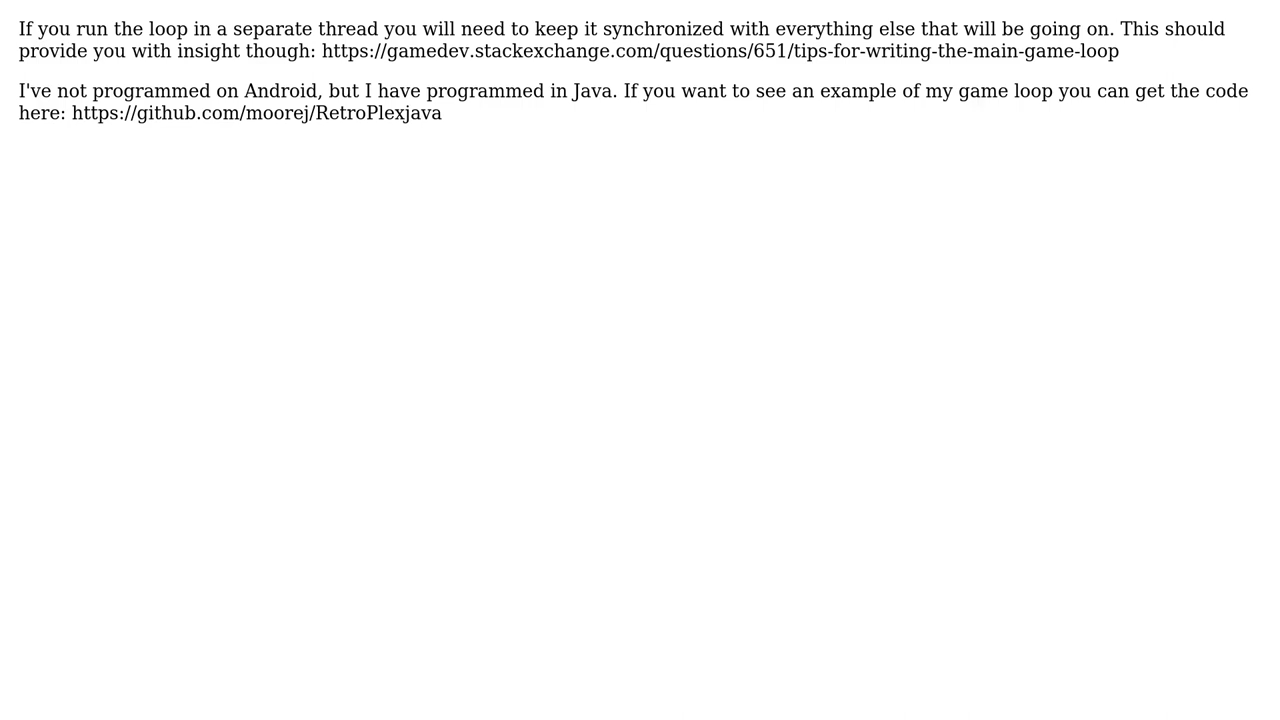 If you run the loop in a separate thread you will need to keep it synchronized with everything else that will be going on. This should
provide you with insight though: https://gamedev.stackexchange.com/questions/651/tips-for-writing-the-main-game-loop
I've not programmed on Android, but I have programmed in Java. If you want to see an example of my game loop you can get the code
here: https://github.com/moorej/RetroPlexjava